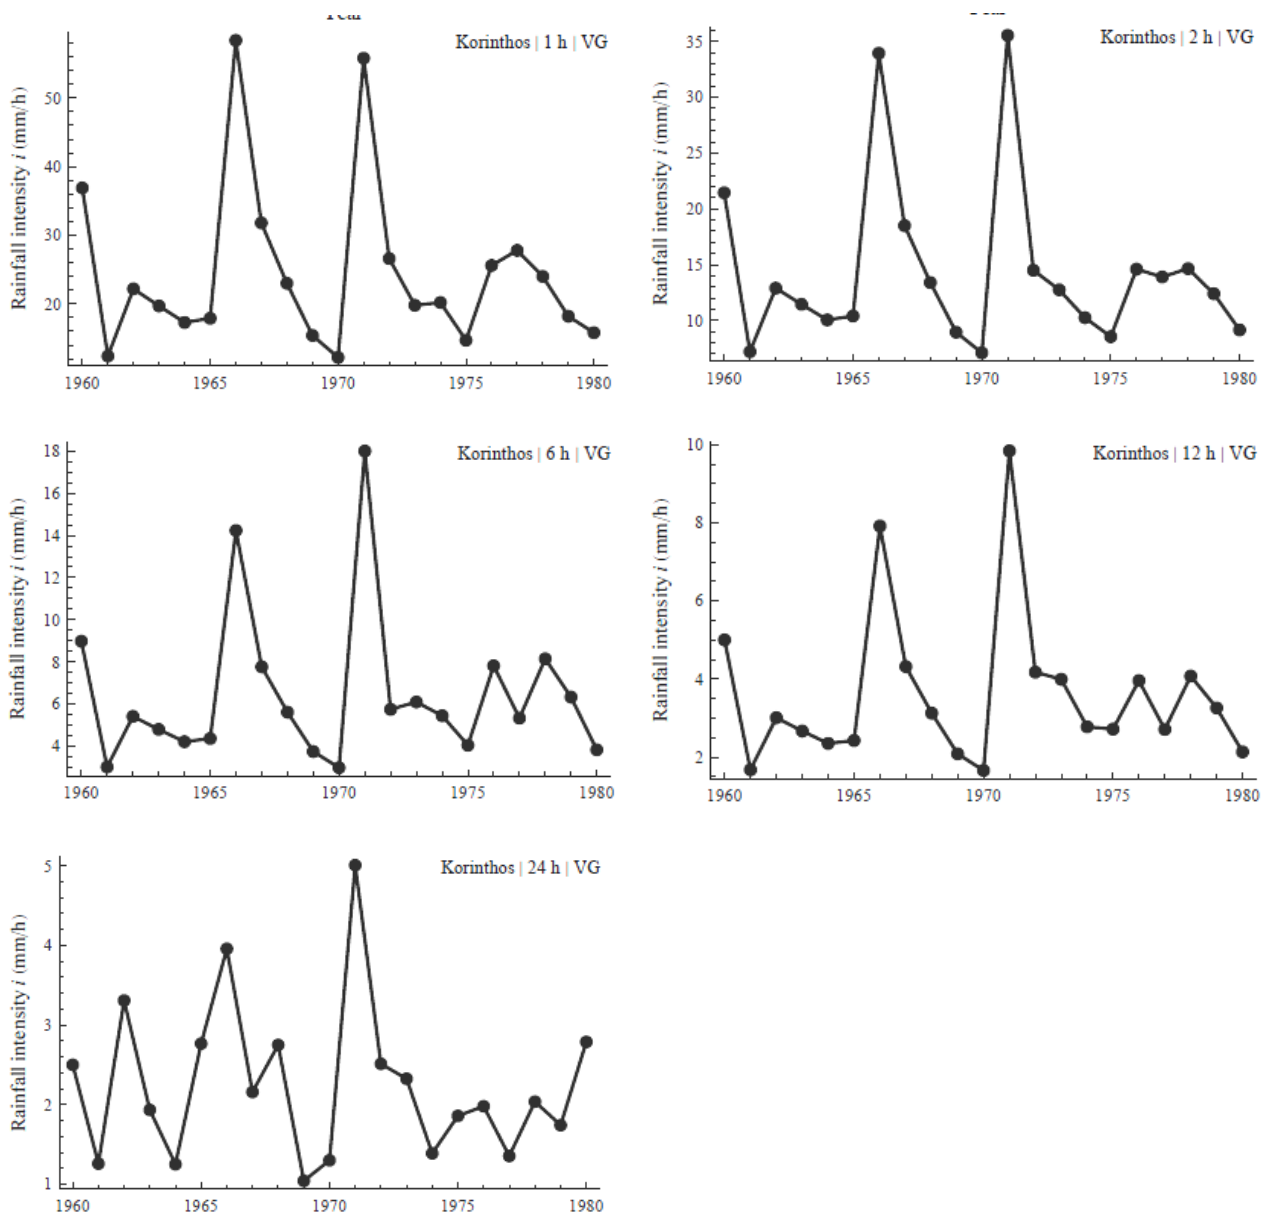 Korinthos | 1 h | VG
Rainfall intensity i (mm/h)
50
40
30
20
1960 1965 1970 1975 1980
Korinthos | 2 h | VG
Rainfall intensity i (mm/h)
35
30
25
20
15
10
1960 1965 1970 1975 1980
Korinthos | 6 h | VG
Rainfall intensity i (mm/h)
18
16
14
12
10
8
6
4
1960 1965 1970 1975 1980
Korinthos | 12 h | VG
Rainfall intensity i (mm/h)
10
8
6
4
2
1960 1965 1970 1975 1980
Korinthos | 24 h | VG
Rainfall intensity i (mm/h)
5
4
3
2
1
1960 1965 1970 1975 1980